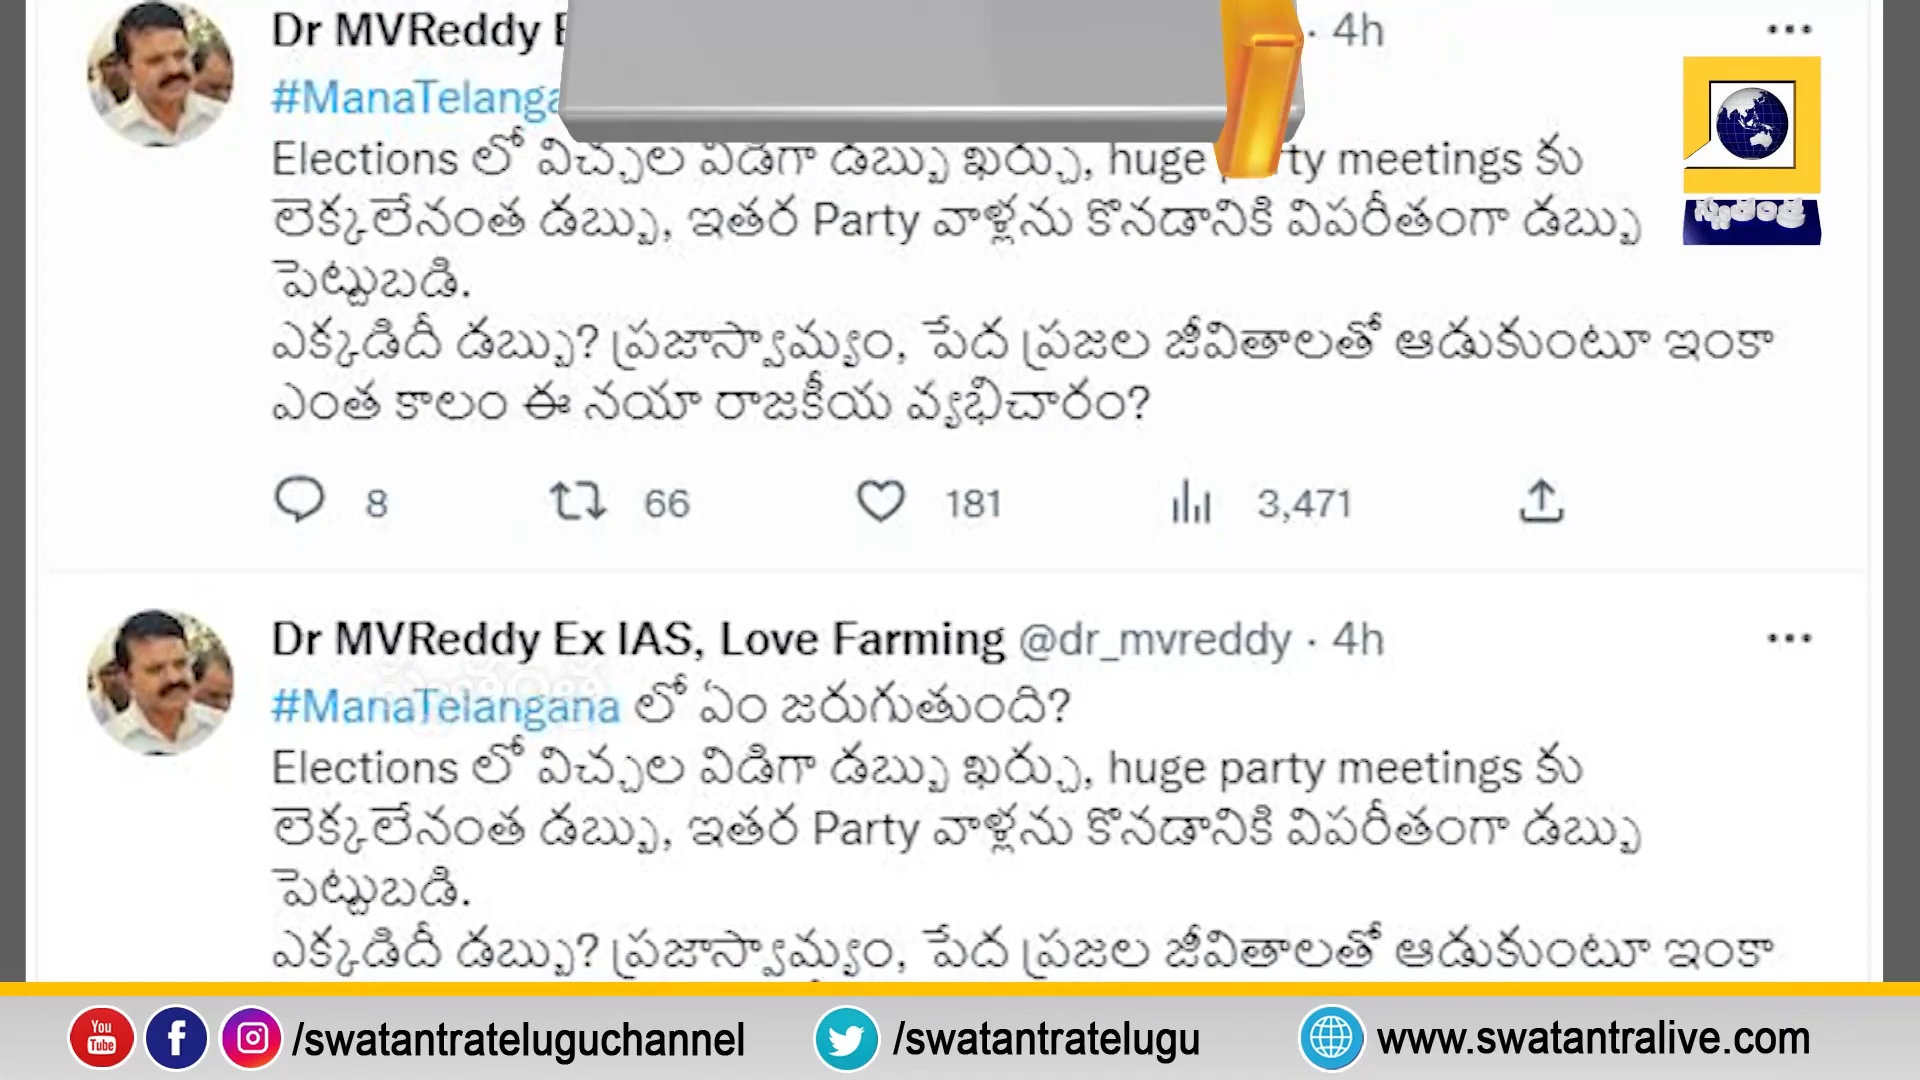 Dr MVReddy
· 4h
#ManaTelanga
Elections లో విచ్చల విడిగా డబ్బు ఖర్చు, huge party meetings కు
లెక్కలేనంత డబ్బు, ఇతర Party వాళ్లను కొనడానికి విపరీతంగా డబ్బు
పెట్టుబడి.
ఎక్కడిదీ డబ్బు? ప్రజాస్వామ్యం, పేద ప్రజల జీవితాలతో ఆడుకుంటూ ఇంకా
ఎంత కాలం ఈ నయా రాజకీయ వ్యభిచారం?
8 66 181 3,471
Dr MVReddy Ex IAS, Love Farming @dr_mvreddy · 4h
#ManaTelangana లో ఏం జరుగుతుంది?
Elections లో విచ్చల విడిగా డబ్బు ఖర్చు, huge party meetings కు
లెక్కలేనంత డబ్బు, ఇతర Party వాళ్లను కొనడానికి విపరీతంగా డబ్బు
పెట్టుబడి.
ఎక్కడిదీ డబ్బు? ప్రజాస్వామ్యం, పేద ప్రజల జీవితాలతో ఆడుకుంటూ ఇంకా
You Tube /swatantrateluguchannel /swatantratelugu www.swatantralive.com